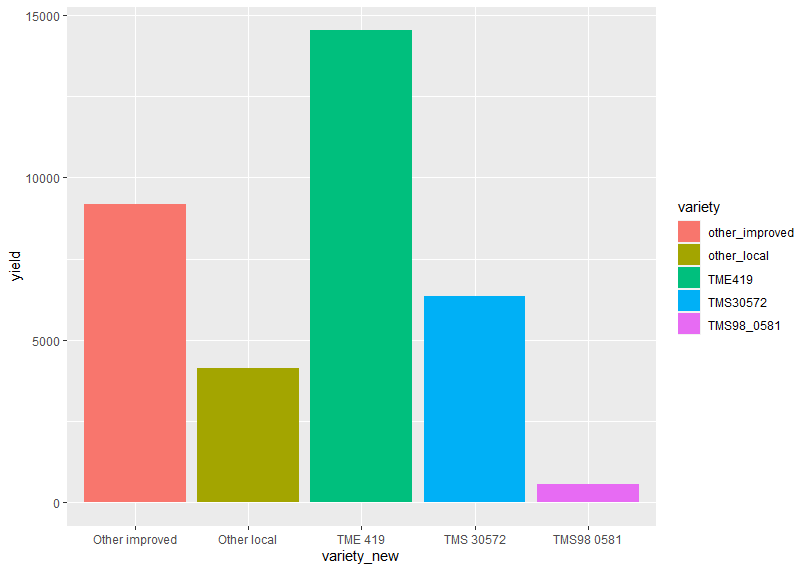 15000
10000
5000
0
yield
Other improved
Other local
TME 419
TMS 30572
TMS98 0581
variety_new
variety
other_improved
other_local
TME419
TMS30572
TMS98_0581